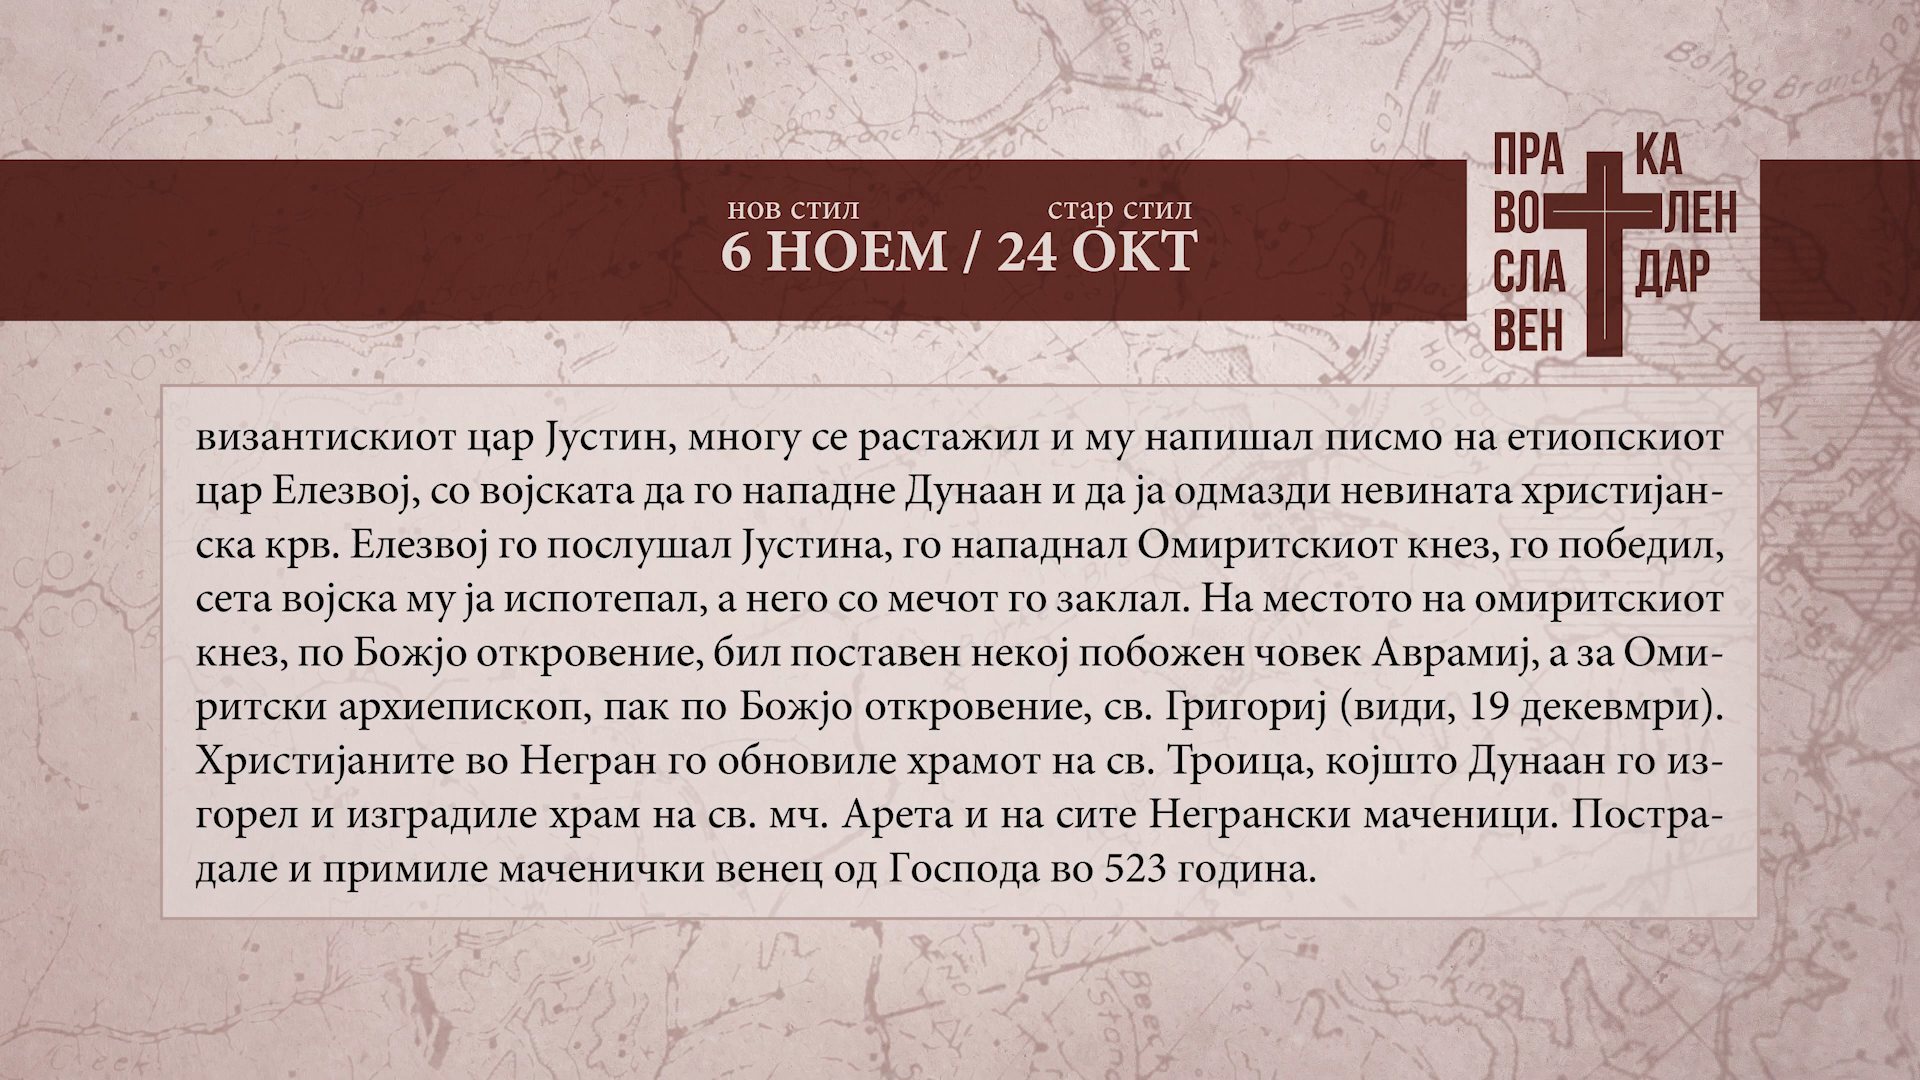 нов стил стар стил
6 НОЕМ / 24 ОКТ
ПРА КА
ВО ЛЕН
СЛА ДАР
ВЕН
византискиот цар Јустин, многу се растажил и му напишал писмо на етиопскиот
цар Елезвој, со војската да го нападне Дунаан и да ја одмазди невината христијан-
ска крв. Елезвој го послушал Јустина, го нападнал Омиритскиот кнез, го победил,
сета војска му ја испотепал, а него со мечот го заклал. На местото на омиритскиот
кнез, по Божјо откровение, бил поставен некој побожен човек Аврамиј, а за Оми-
ритски архиепископ, пак по Божјо откровение, св. Григориј (види, 19 декевмри).
Христијаните во Негран го обновиле храмот на св. Троица, којшто Дунаан го из-
горел и изградиле храм на св. мч. Арета и на сите Негрански маченици. Постра-
дале и примиле маченички венец од Господа во 523 година.